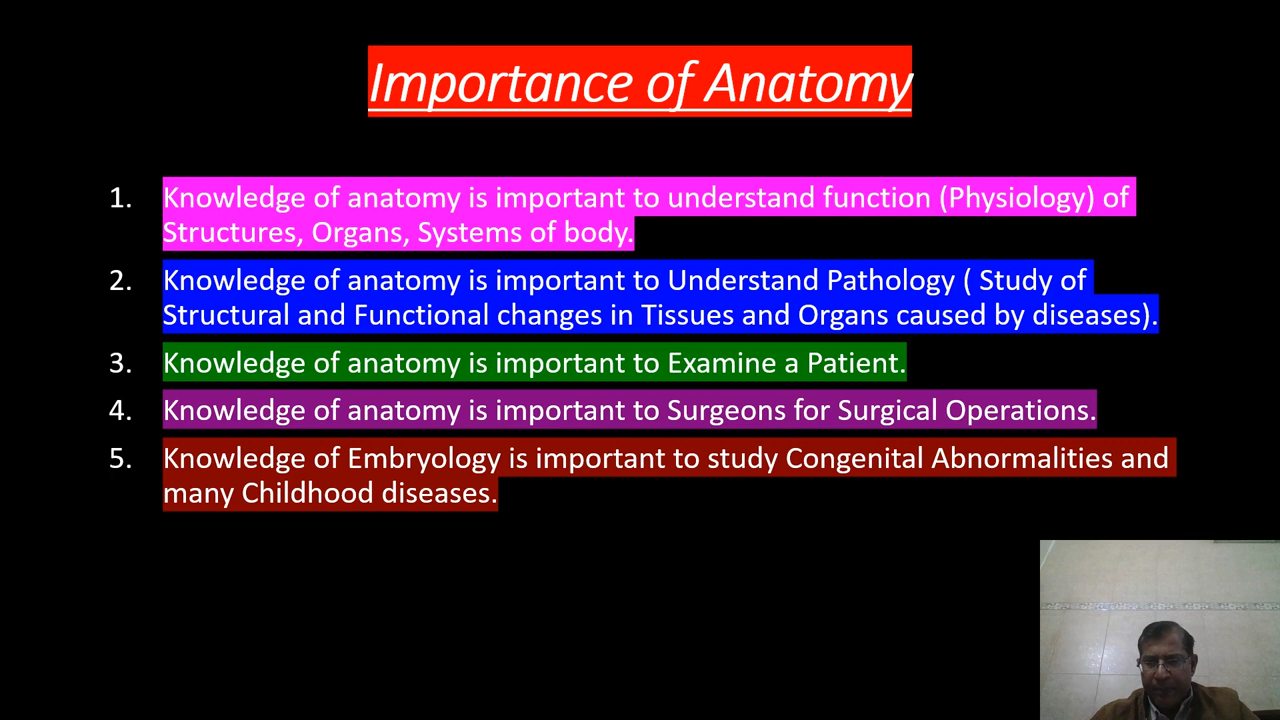 Importance of Anatomy
1. Knowledge of anatomy is important to understand function (Physiology) of
Structures, Organs, Systems of body.
2. Knowledge of anatomy is important to Understand Pathology ( Study of
Structural and Functional changes in Tissues and Organs caused by diseases).
3. Knowledge of anatomy is important to Examine a Patient.
4. Knowledge of anatomy is important to Surgeons for Surgical Operations.
5. Knowledge of Embryology is important to study Congenital Abnormalities and
many Childhood diseases.